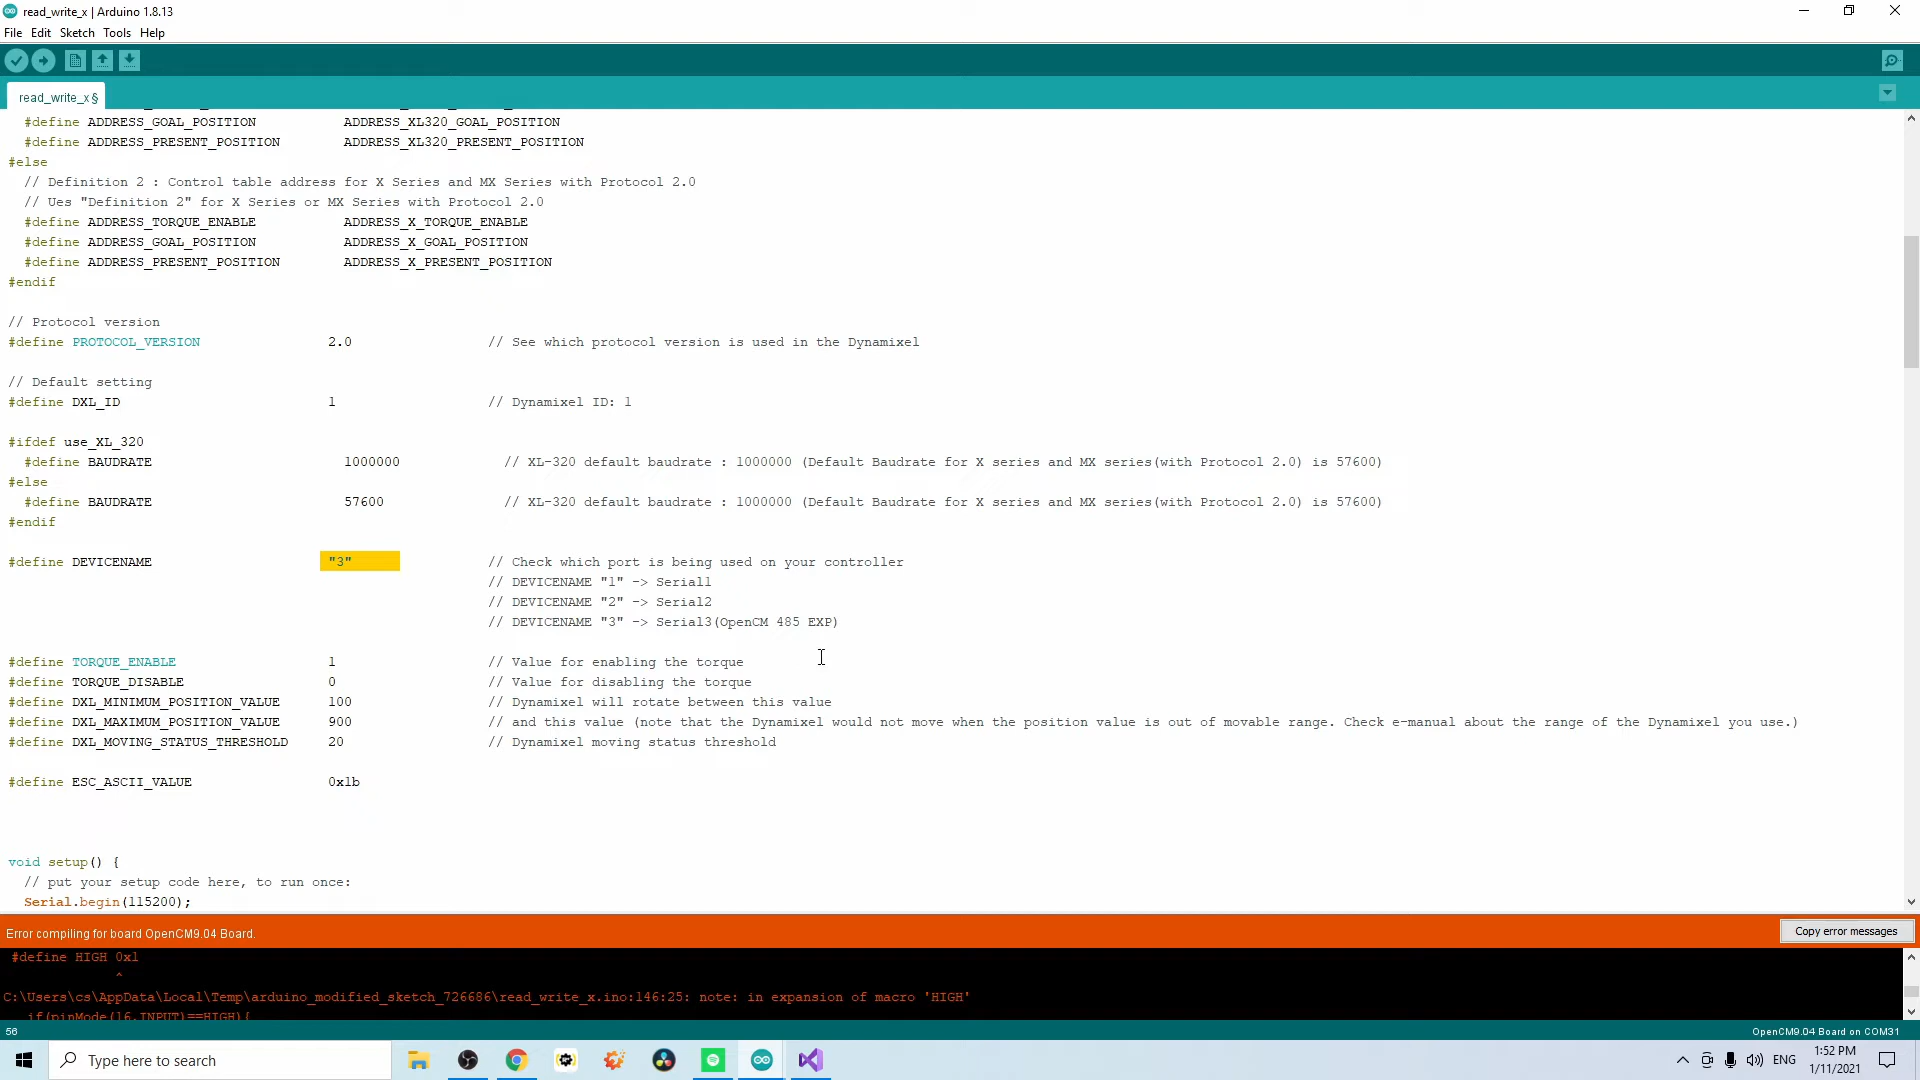 read_write_x | Arduino 1.8.13
File Edit Sketch Tools Help
read_write_x §
#define ADDRESS_GOAL_POSITION ADDRESS_XL320_GOAL_POSITION
#define ADDRESS_PRESENT_POSITION ADDRESS_XL320_PRESENT_POSITION
#else
// Definition 2 : Control table address for X Series and MX Series with Protocol 2.0
// Ues "Definition 2" for X Series or MX Series with Protocol 2.0
#define ADDRESS_TORQUE_ENABLE ADDRESS_X_TORQUE_ENABLE
#define ADDRESS_GOAL_POSITION ADDRESS_X_GOAL_POSITION
#define ADDRESS_PRESENT_POSITION ADDRESS_X_PRESENT_POSITION
#endif
// Protocol version
#define PROTOCOL_VERSION 2.0 // See which protocol version is used in the Dynamixel
// Default setting
#define DXL_ID 1 // Dynamixel ID: 1
#ifdef use_XL_320
#define BAUDRATE 1000000 // XL-320 default baudrate : 1000000 (Default Baudrate for X series and MX series(with Protocol 2.0) is 57600)
#else
#define BAUDRATE 57600 // XL-320 default baudrate : 1000000 (Default Baudrate for X series and MX series(with Protocol 2.0) is 57600)
#endif
#define DEVICENAME "3" // Check which port is being used on your controller
// DEVICENAME "1" -> Serial1
// DEVICENAME "2" -> Serial2
// DEVICENAME "3" -> Serial3(OpenCM 485 EXP)
#define TORQUE_ENABLE 1 // Value for enabling the torque
#define TORQUE_DISABLE 0 // Value for disabling the torque
#define DXL_MINIMUM_POSITION_VALUE 100 // Dynamixel will rotate between this value
#define DXL_MAXIMUM_POSITION_VALUE 900 // and this value (note that the Dynamixel would not move when the position value is out of movable range. Check e-manual about the range of the Dynamixel you use.)
#define DXL_MOVING_STATUS_THRESHOLD 20 // Dynamixel moving status threshold
#define ESC_ASCII_VALUE 0x1b
void setup() {
// put your setup code here, to run once:
Serial.begin(115200);
Error compiling for board OpenCM9.04 Board.
Copy error messages
#define HIGH 0x1
^
C:\Users\cs\AppData\Local\Temp\arduino_modified_sketch_726686\read_write_x.ino:146:25: note: in expansion of macro 'HIGH'
if(pinMode(16,INPUT)==HIGH){
56
OpenCM9.04 Board on COM31
Type here to search
ENG
1:52 PM
1/11/2021